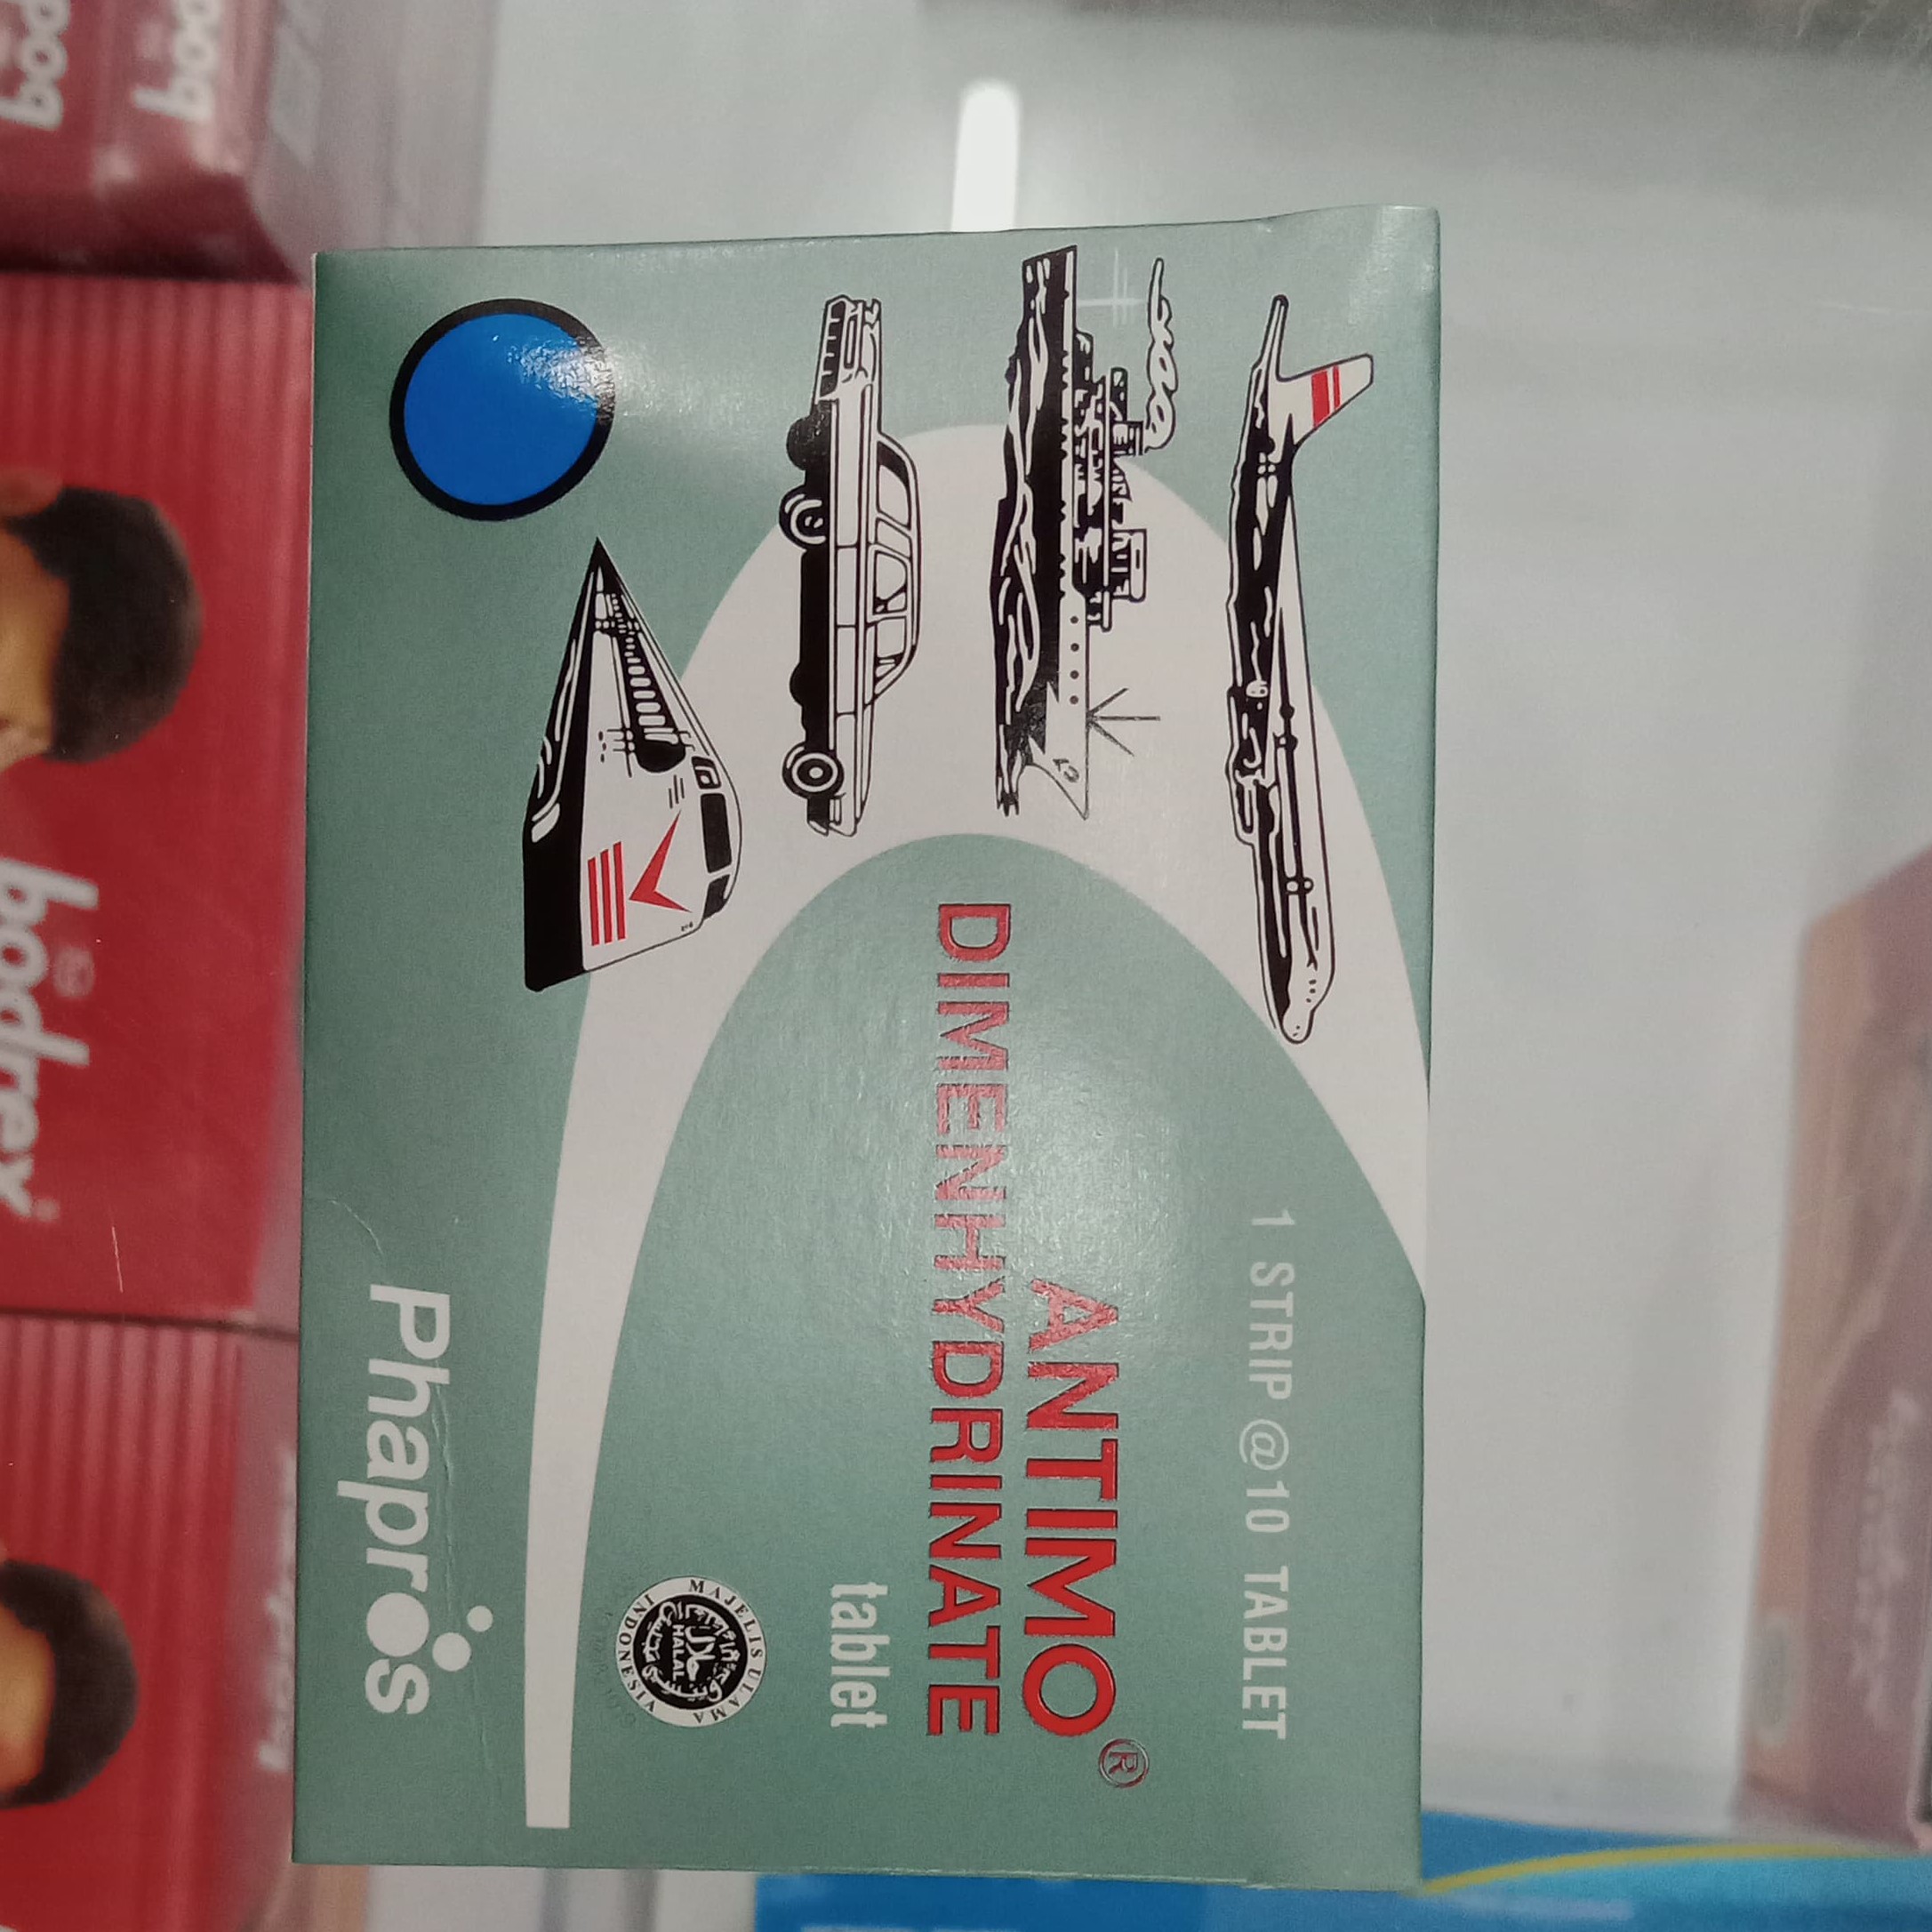 1 STRIP @10 TABLET
ANTIMO®
DIMENHYDRINATE
tablet
MAJELIS ULAMA INDONESIA
HALAL
Phapros
bodrex